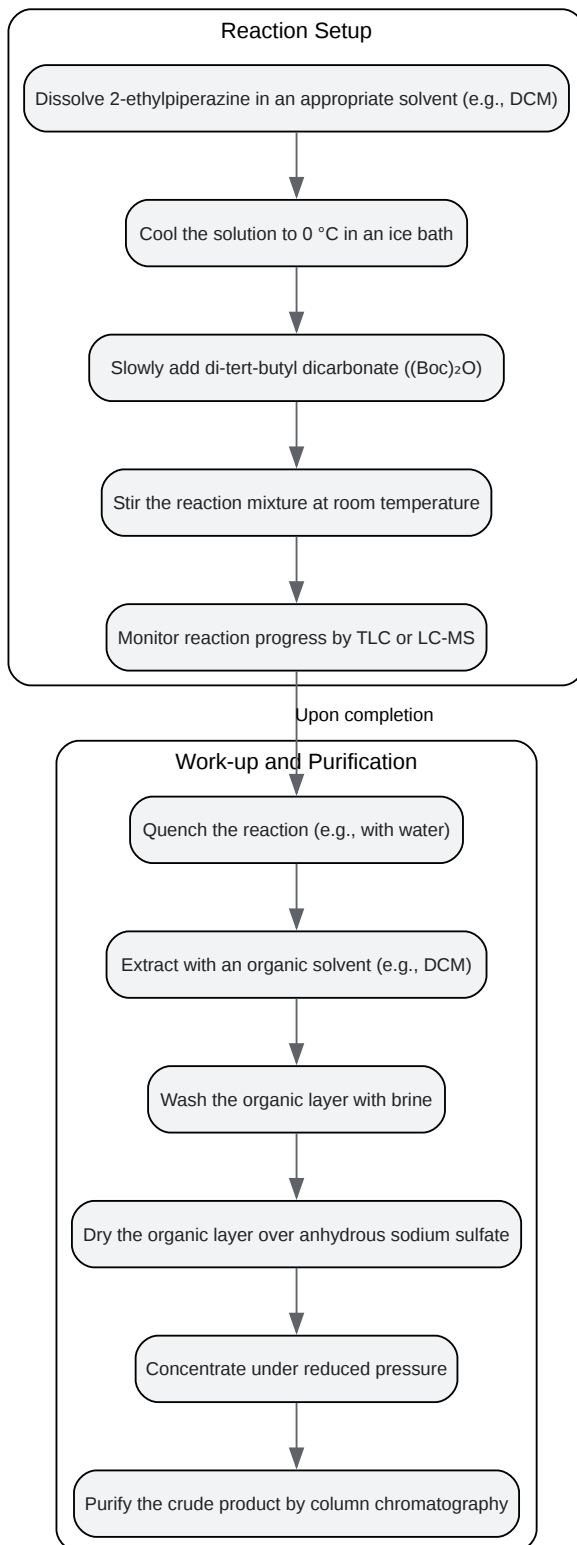 Reaction Setup
Dissolve 2-ethylpiperazine in an appropriate solvent (e.g., DCM)
Cool the solution to 0 °C in an ice bath
Slowly add di-tert-butyl dicarbonate ((Boc)₂O)
Stir the reaction mixture at room temperature
Monitor reaction progress by TLC or LC-MS
Upon completion
Work-up and Purification
Quench the reaction (e.g., with water)
Extract with an organic solvent (e.g., DCM)
Wash the organic layer with brine
Dry the organic layer over anhydrous sodium sulfate
Concentrate under reduced pressure
Purify the crude product by column chromatography